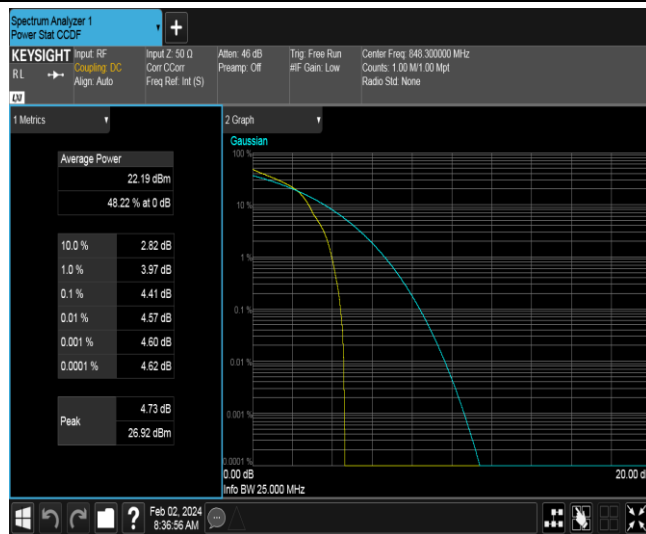 Spectrum Analyzer 1
Power Stat CCDF
+
KEYSIGHT
RL
LXI
Input: RF
Coupling: DC
Align: Auto
Input Z: 50 Ω
Corr CCorr
Freq Ref: Int (S)
Atten: 46 dB
Preamp: Off
Trig: Free Run
#IF Gain: Low
Center Freq: 848.300000 MHz
Counts: 1.00 M/1.00 Mpt
Radio Std: None
1 Metrics
Average Power
22.19 dBm
48.22 % at 0 dB
10.0 % 2.82 dB
1.0 % 3.97 dB
0.1 % 4.41 dB
0.01 % 4.57 dB
0.001 % 4.60 dB
0.0001 % 4.62 dB
Peak
4.73 dB
26.92 dBm
2 Graph
Gaussian
100 %
10 %
1 %
0.1 %
0.01 %
0.001 %
0.0001 %
0.00 dB
20.00 d
Info BW 25.000 MHz
?
Feb 02, 2024
8:36:56 AM